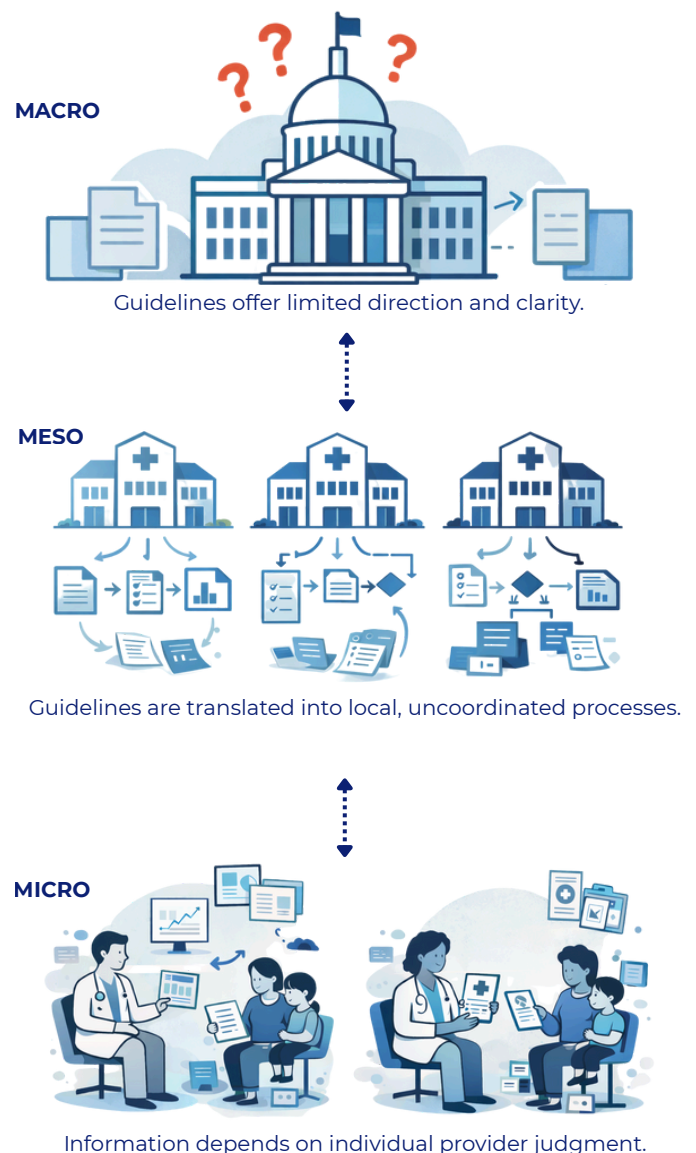 ? ? ?
MACRO
Guidelines offer limited direction and clarity.
MESO
Guidelines are translated into local, uncoordinated processes.
MICRO
Information depends on individual provider judgment.